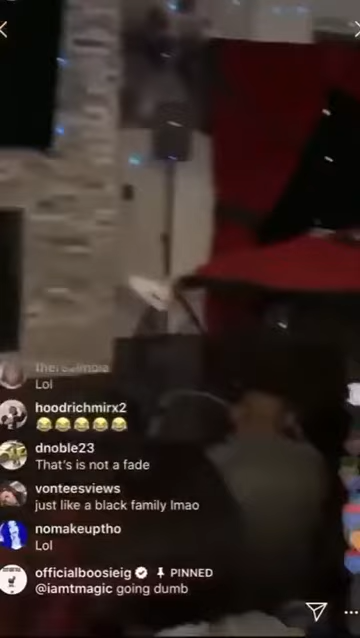 therealmbia
Lol
hoodrichmirx2
😂😂😂😂😂
dnoble23
That's is not a fade
vonteesviews
just like a black family lmao
nomakeuptho
Lol
officialboosieig PINNED
@iamtmagic going dumb